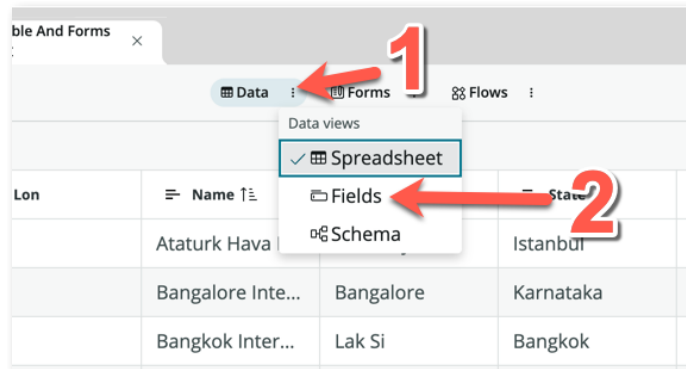 ble And Forms
1
Data Forms Flows
Data views
Spreadsheet
Fields
2
Schema
Lon Name State
Ataturk Hava Istanbul
Bangalore Inte... Bangalore Karnataka
Bangkok Inter... Lak Si Bangkok